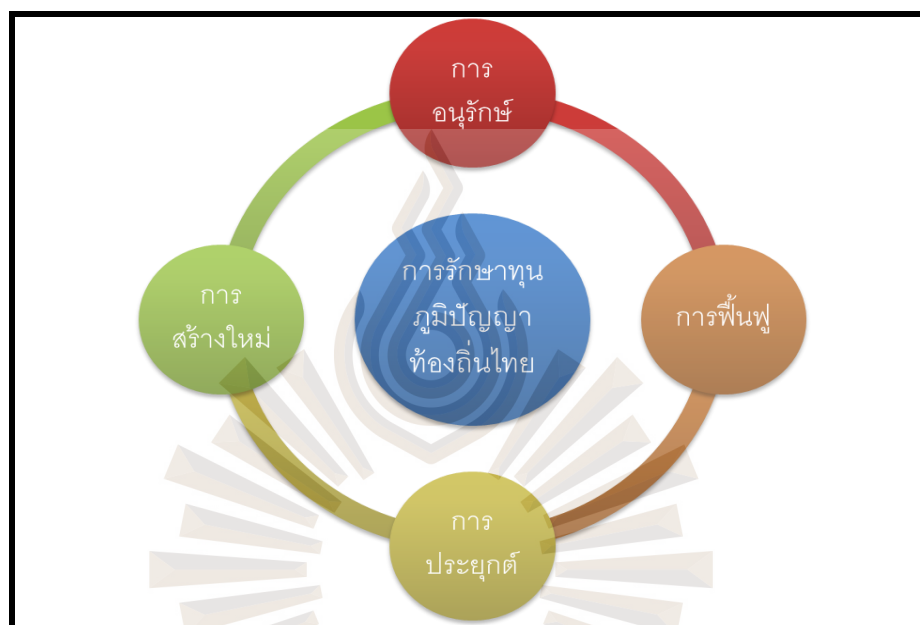 การ
อนุรักษ์
การรักษาทุน
ภูมิปัญญา
ท้องถิ่นไทย
การ
สร้างใหม่
การฟื้นฟู
การ
ประยุกต์